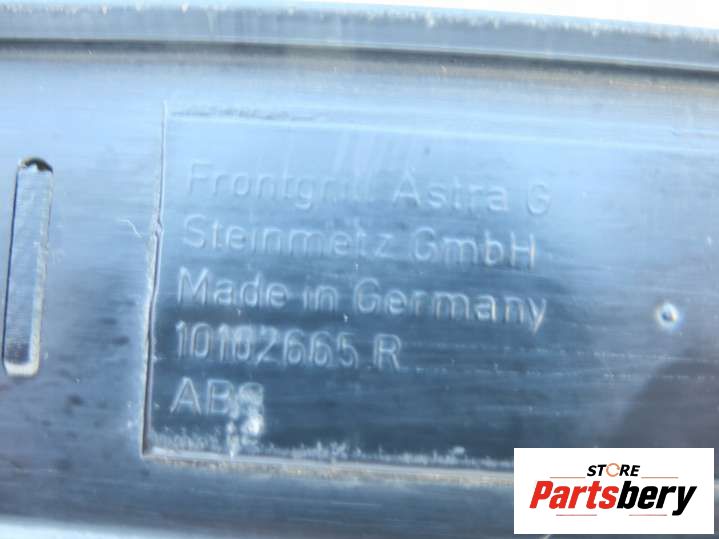 Frontgrill Astra G
Steinmetz GmbH
Made in Germany
10102665 R
ABS
STORE
Partsbery